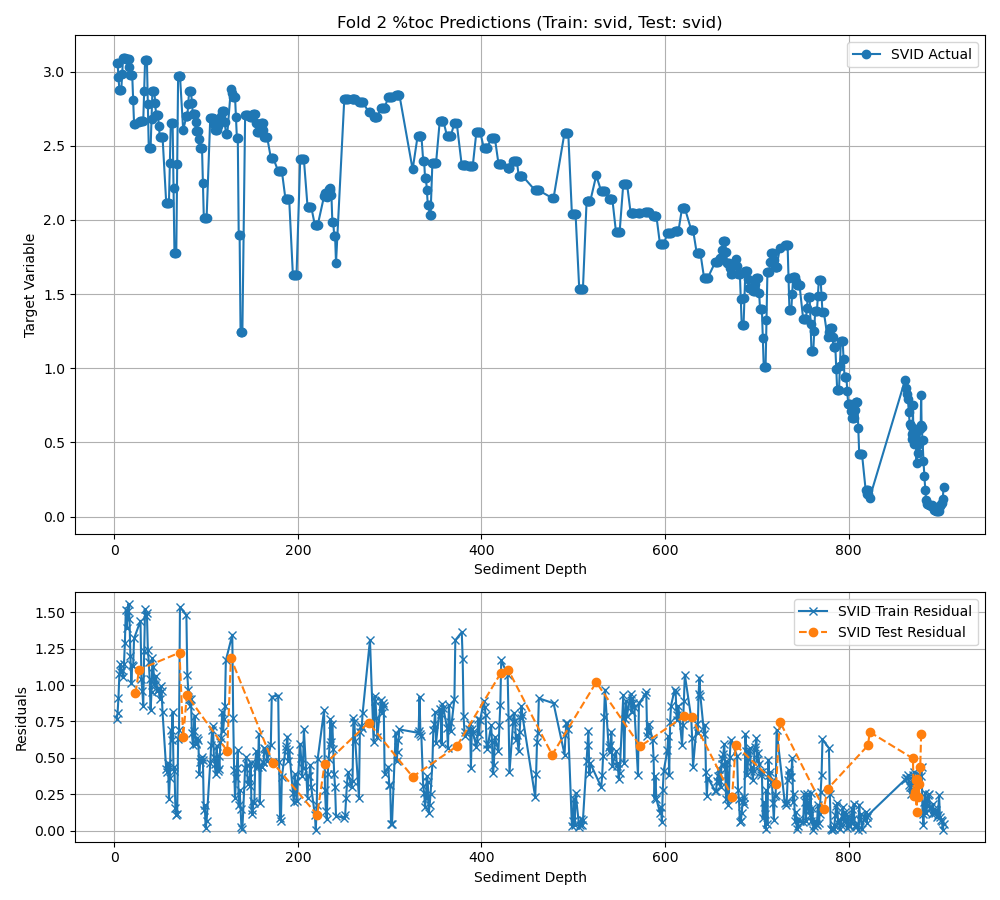 Fold 2 %toc Predictions (Train: svid, Test: svid)
SVID Actual
Target Variable
3.0
2.5
2.0
1.5
1.0
0.5
0.0
0 200 400 600 800
Sediment Depth
SVID Train Residual
SVID Test Residual
Residuals
1.50
1.25
1.00
0.75
0.50
0.25
0.00
0 200 400 600 800
Sediment Depth